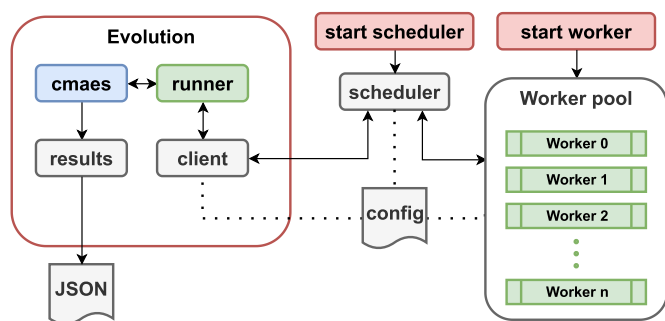 Evolution
start scheduler
start worker
cmaes
runner
scheduler
Worker pool
results
client
Worker 0
Worker 1
config
Worker 2
JSON
Worker n